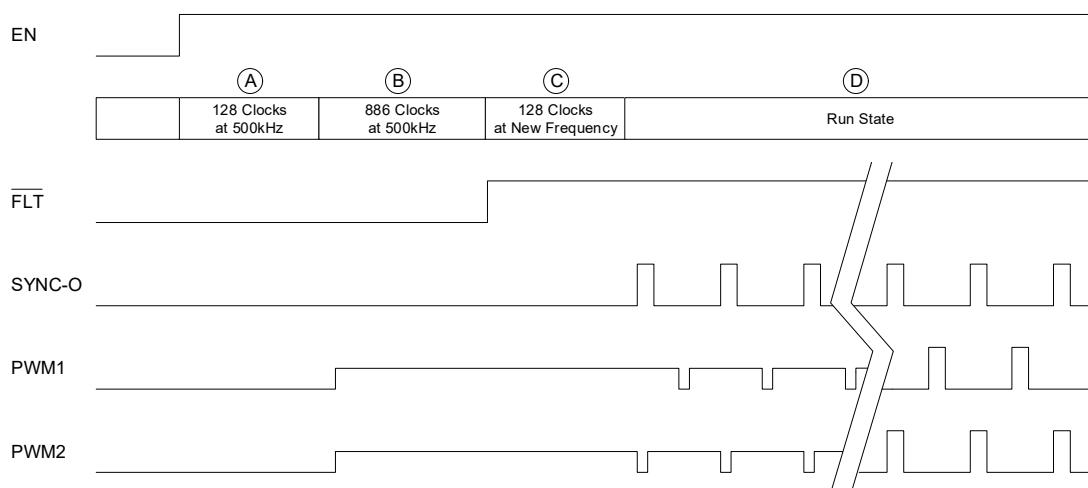 EN
A
B
C
D
128 Clocks
at 500kHz
886 Clocks
at 500kHz
128 Clocks
at New Frequency
Run State
FLT
SYNC-O
PWM1
PWM2